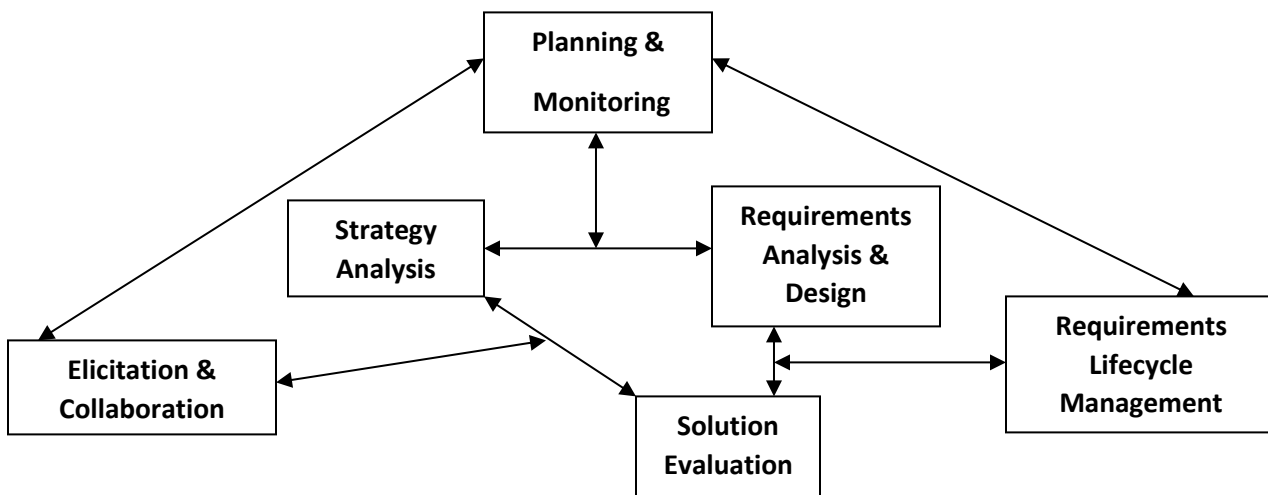 Planning &
Monitoring
Strategy
Analysis
Requirements
Analysis &
Design
Elicitation &
Collaboration
Requirements
Lifecycle
Management
Solution
Evaluation